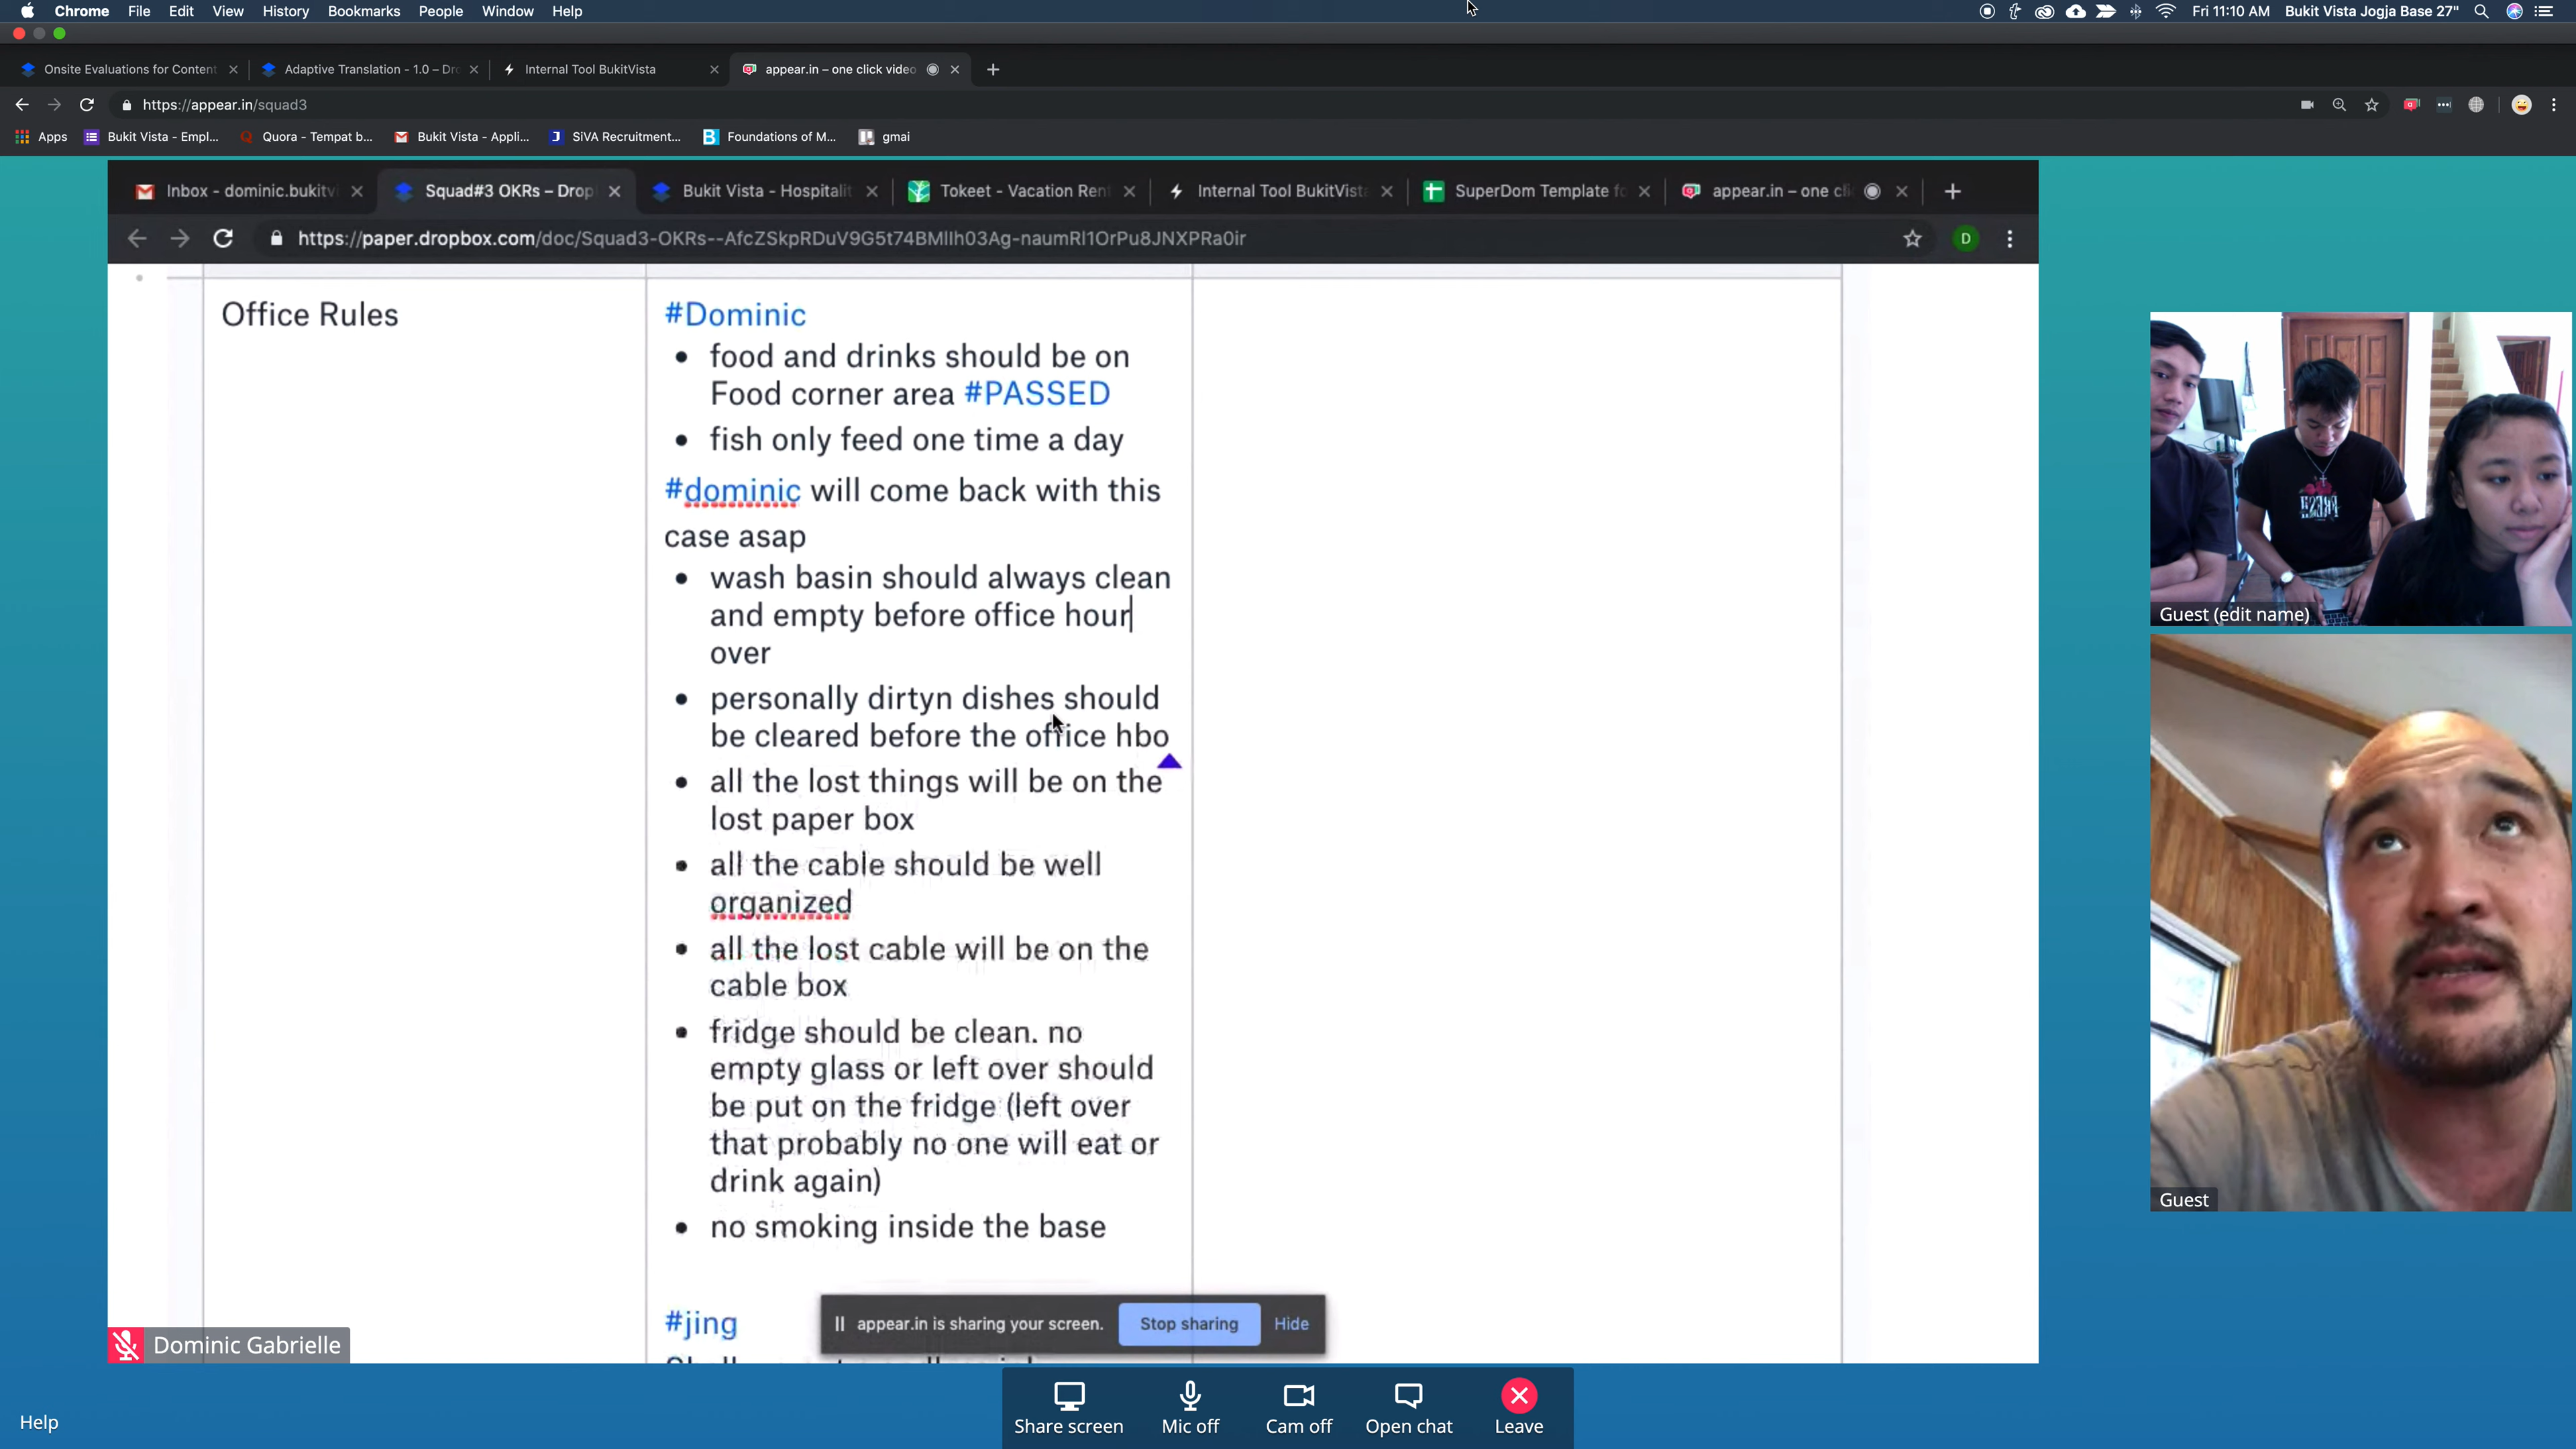 Chrome File Edit View History Bookmarks People Window Help
Fri 11:10 AM Bukit Vista Jogja Base 27"
Onsite Evaluations for Content
Adaptive Translation - 1.0 – Dro
Internal Tool BukitVista
appear.in – one click video
https://appear.in/squad3
Apps
Bukit Vista - Empl...
Quora - Tempat b...
Bukit Vista - Appli...
SiVA Recruitment...
Foundations of M...
gmai
Inbox - dominic.bukitvi
Squad#3 OKRs – Drop
Bukit Vista - Hospitalit
Tokeet - Vacation Rent
Internal Tool BukitVista
SuperDom Template fo
appear.in – one cli
https://paper.dropbox.com/doc/Squad3-OKRs--AfcZSkpRDuV9G5t74BMlIh03Ag-naumRl1OrPu8JNXPRa0ir
D
Office Rules
#Dominic
• food and drinks should be on
Food corner area #PASSED
• fish only feed one time a day
#dominic will come back with this
case asap
• wash basin should always clean
and empty before office hour
over
• personally dirtyn dishes should
be cleared before the office hbo
• all the lost things will be on the
lost paper box
• all the cable should be well
organized
• all the lost cable will be on the
cable box
• fridge should be clean. no
empty glass or left over should
be put on the fridge (left over
that probably no one will eat or
drink again)
• no smoking inside the base
#jing
appear.in is sharing your screen.
Stop sharing
Hide
Dominic Gabrielle
Guest (edit name)
Guest
Help
Share screen
Mic off
Cam off
Open chat
Leave